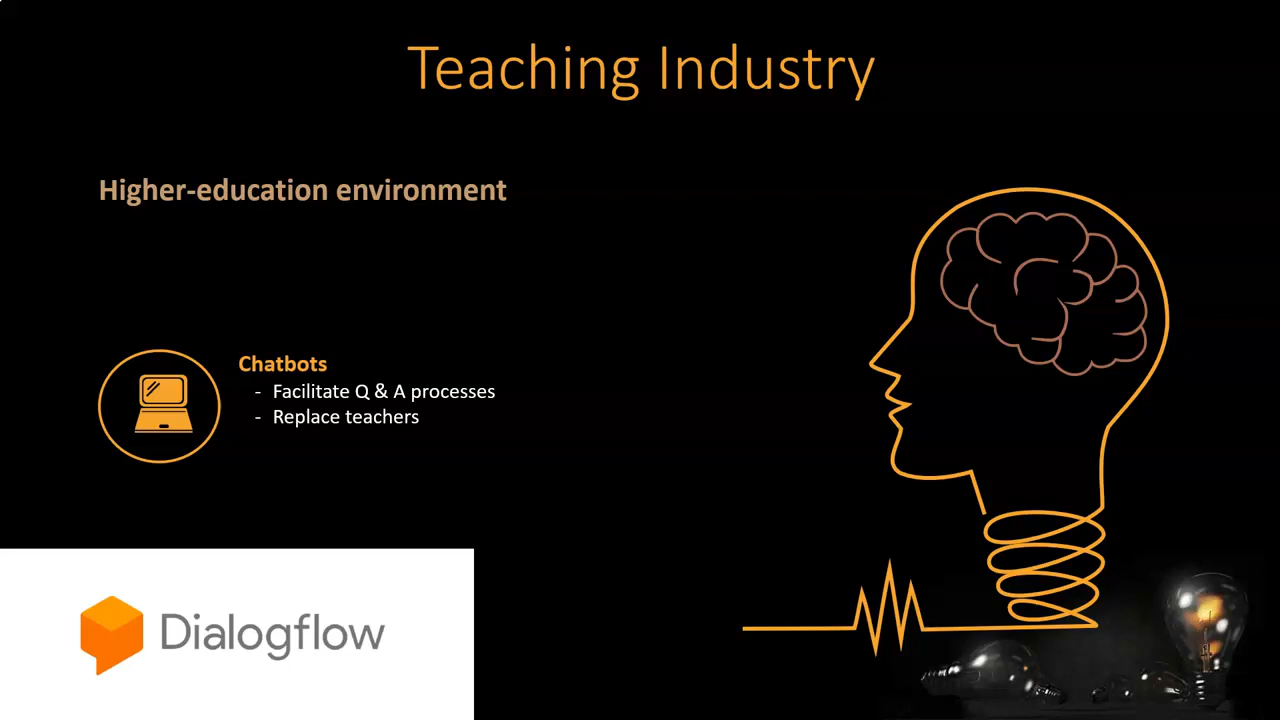 Teaching Industry
Higher-education environment
Chatbots
- Facilitate Q & A processes
- Replace teachers
Dialogflow